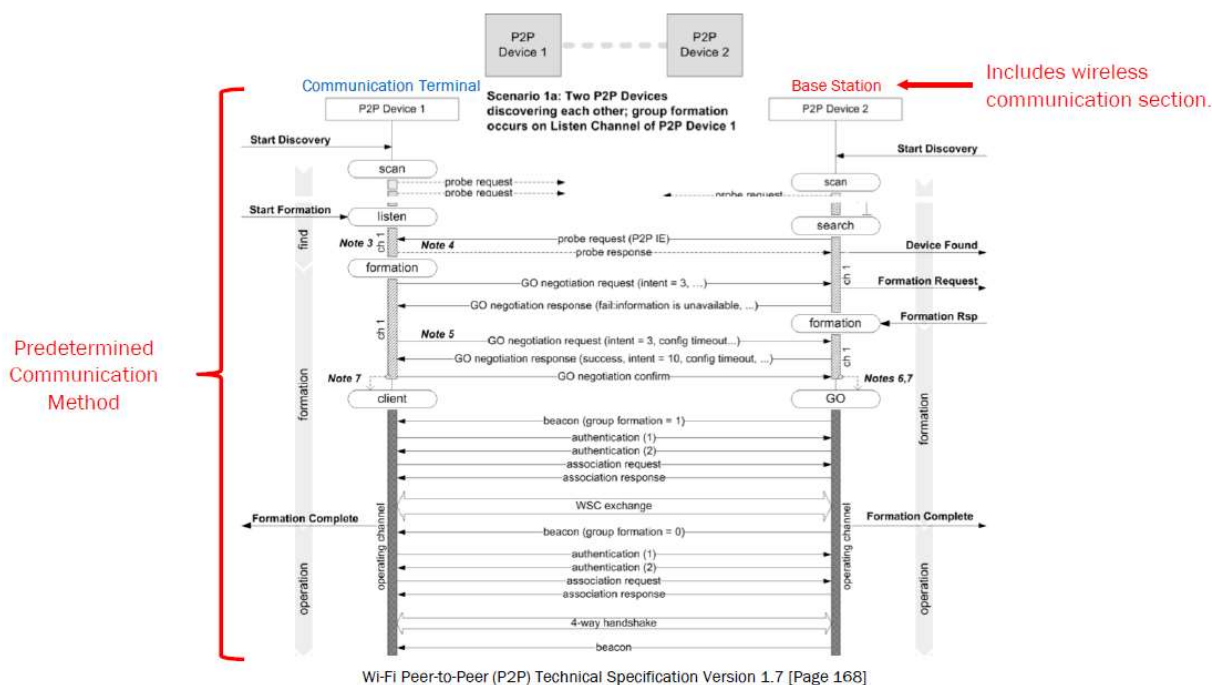 P2P
Device 1
P2P
Device 2
Communication Terminal
Base Station
Includes wireless
communication section.
P2P Device 1
Scenario 1a: Two P2P Devices
discovering each other; group formation
occurs on Listen Channel of P2P Device 1
P2P Device 2
Start Discovery
Start Discovery
scan
scan
probe request
probe request
probe request
Start Formation
listen
search
find
Note 3
ch 1
Note 4
probe request (P2P IE)
probe response
Device Found
formation
ch 1
GO negotiation request (intent = 3, ...)
Formation Request
GO negotiation response (fail:information is unavailable, ...)
formation
Formation Rsp
Predetermined
Communication
Method
ch 1
Note 5
GO negotiation request (intent = 3, config timeout...)
ch 1
GO negotiation response (success, intent = 10, config timeout, ...)
Note 7
GO negotiation confirm
Notes 6,7
client
GO
formation
formation
beacon (group formation = 1)
authentication (1)
authentication (2)
association request
association response
WSC exchange
Formation Complete
Formation Complete
beacon (group formation = 0)
operating channel
operating channel
authentication (1)
authentication (2)
association request
association response
operation
operation
4-way handshake
beacon
Wi-Fi Peer-to-Peer (P2P) Technical Specification Version 1.7 [Page 168]